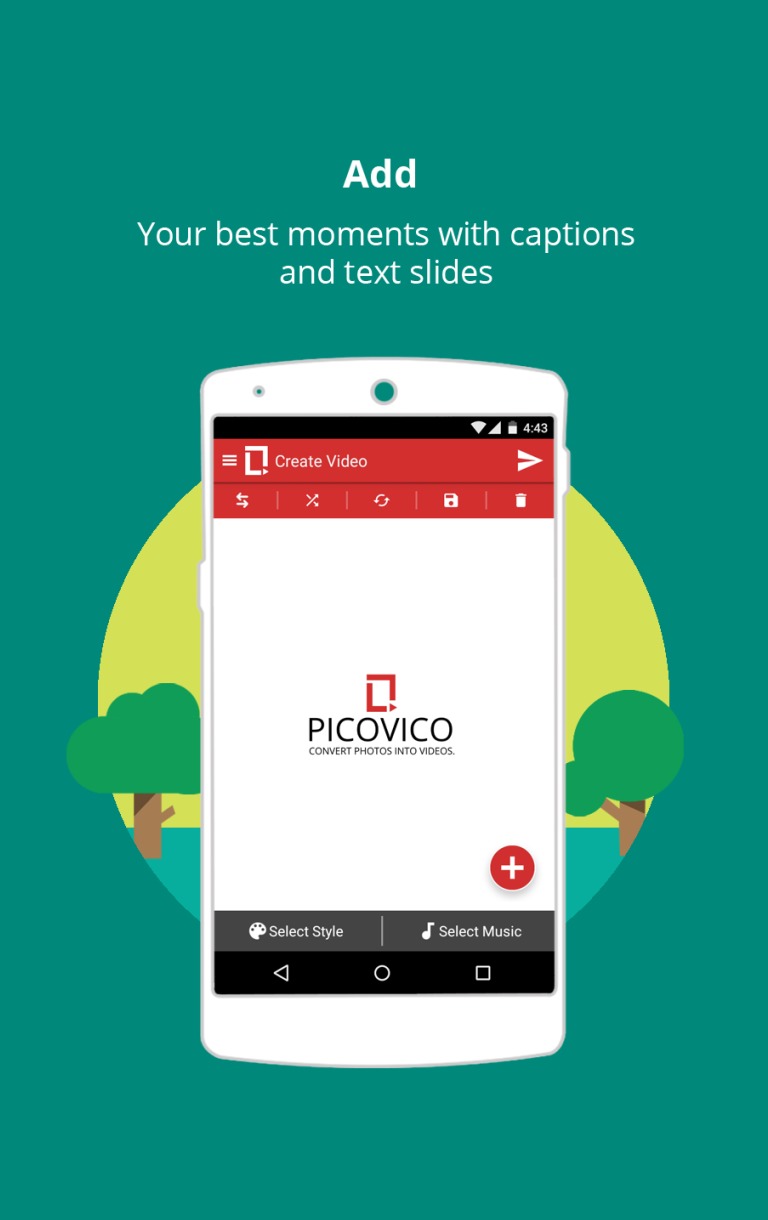 Add
Your best moments with captions
and text slides
4:43
Create Video
PICOVICO
CONVERT PHOTOS INTO VIDEOS.
Select Style
Select Music